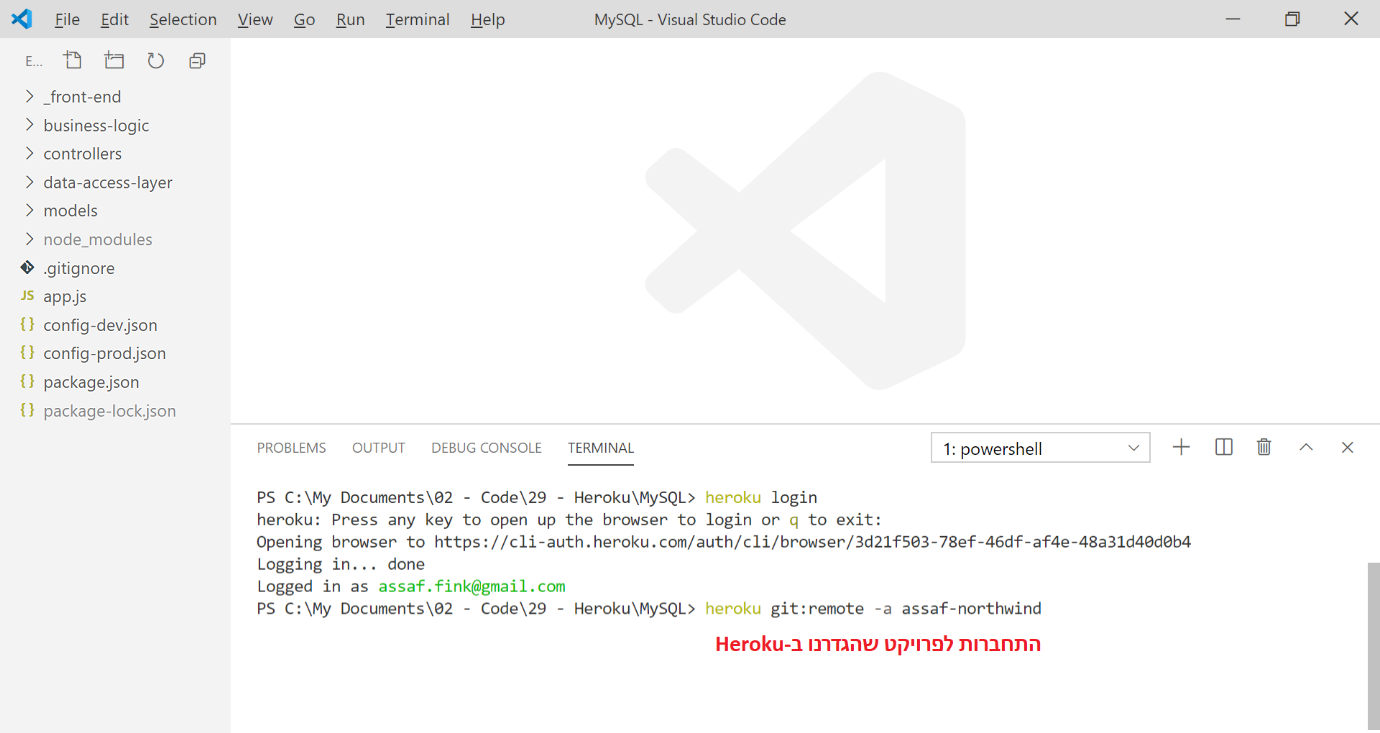 File Edit Selection View Go Run Terminal Help MySQL - Visual Studio Code
E...
_front-end
business-logic
controllers
data-access-layer
models
node_modules
.gitignore
JS app.js
{} config-dev.json
{} config-prod.json
{} package.json
{} package-lock.json
PROBLEMS OUTPUT DEBUG CONSOLE TERMINAL 1: powershell
PS C:\My Documents\02 - Code\29 - Heroku\MySQL> heroku login
heroku: Press any key to open up the browser to login or q to exit:
Opening browser to https://cli-auth.heroku.com/auth/cli/browser/3d21f503-78ef-46df-af4e-48a31d40d0b4
Logging in... done
Logged in as assaf.fink@gmail.com
PS C:\My Documents\02 - Code\29 - Heroku\MySQL> heroku git:remote -a assaf-northwind
התחברות לפרויקט שהגדרנו ב-Heroku